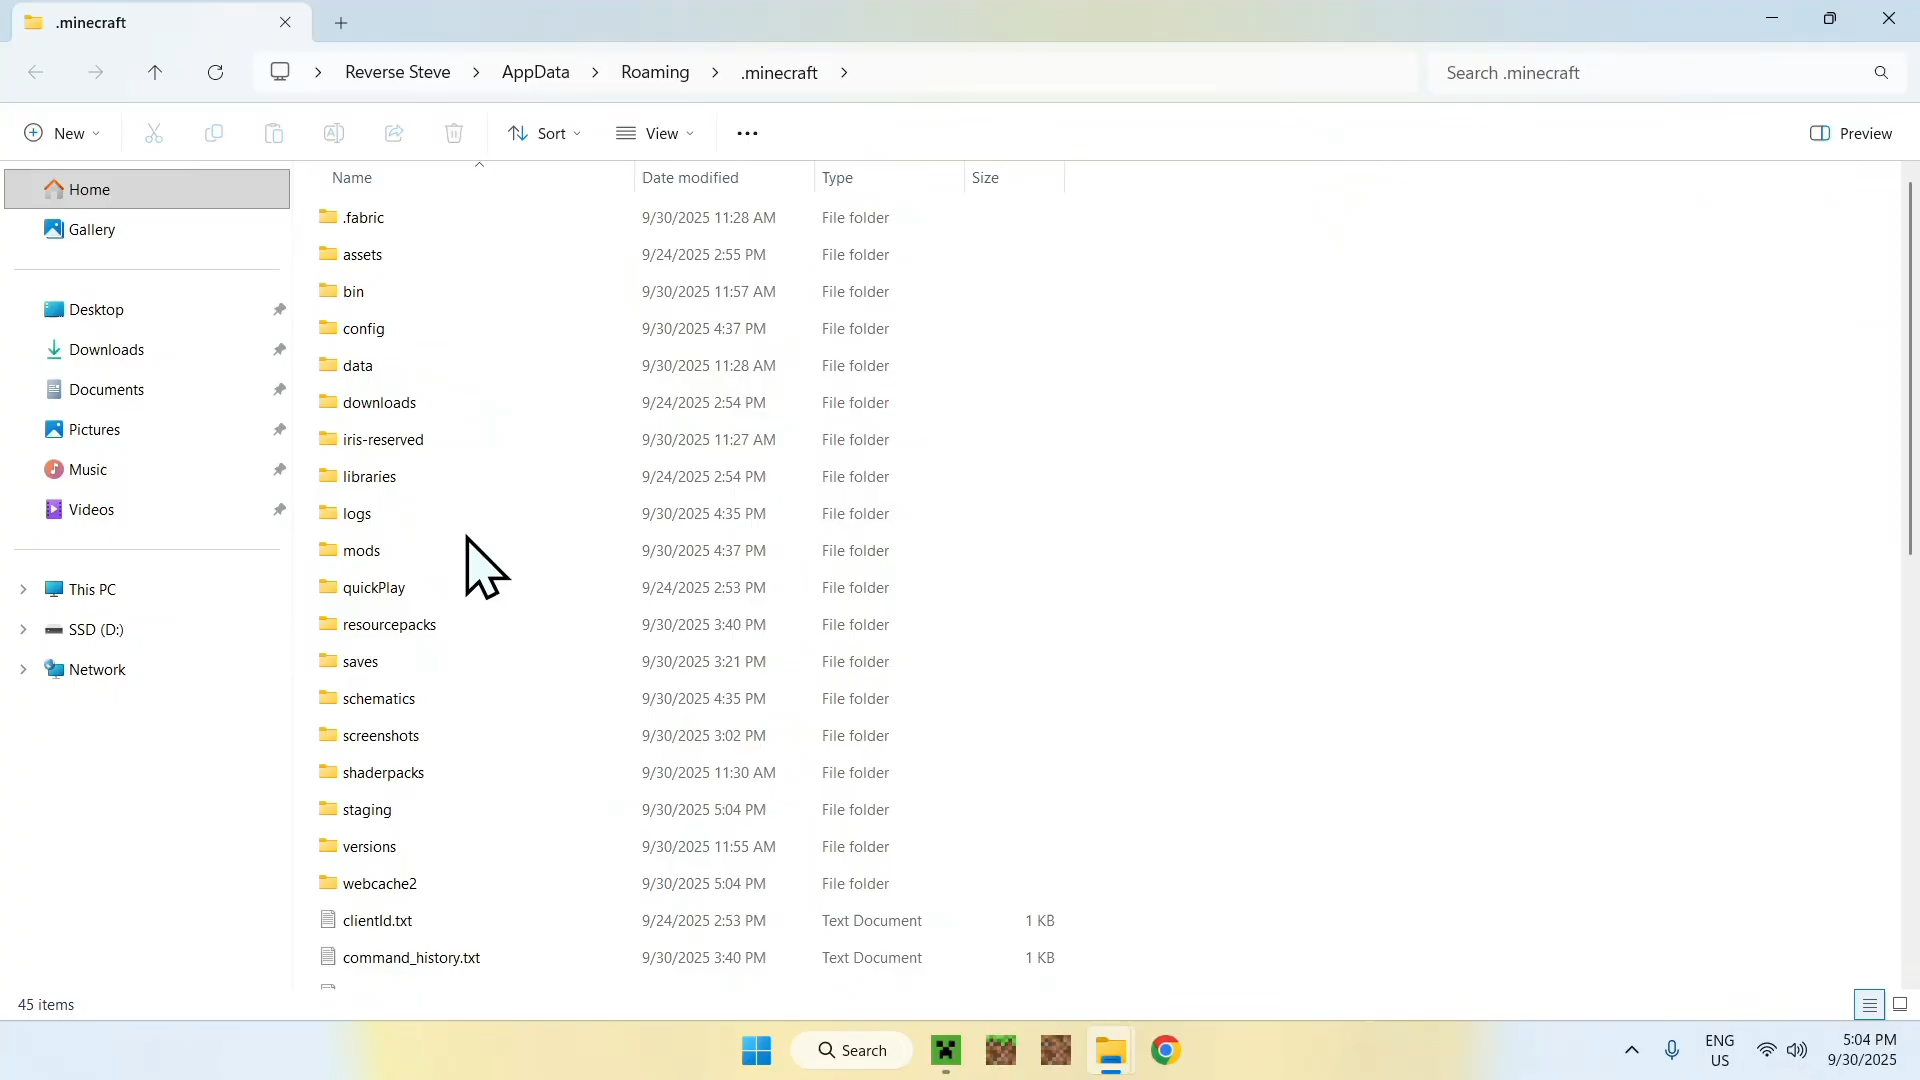 .minecraft
Reverse Steve > AppData > Roaming > .minecraft >
Search .minecraft
New
Sort
View
Preview
Home
Gallery
Desktop
Downloads
Documents
Pictures
Music
Videos
This PC
SSD (D:)
Network
Name Date modified Type Size
.fabric 9/30/2025 11:28 AM File folder
assets 9/24/2025 2:55 PM File folder
bin 9/30/2025 11:57 AM File folder
config 9/30/2025 4:37 PM File folder
data 9/30/2025 11:28 AM File folder
downloads 9/24/2025 2:54 PM File folder
iris-reserved 9/30/2025 11:27 AM File folder
libraries 9/24/2025 2:54 PM File folder
logs 9/30/2025 4:35 PM File folder
mods 9/30/2025 4:37 PM File folder
quickPlay 9/24/2025 2:53 PM File folder
resourcepacks 9/30/2025 3:40 PM File folder
saves 9/30/2025 3:21 PM File folder
schematics 9/30/2025 4:35 PM File folder
screenshots 9/30/2025 3:02 PM File folder
shaderpacks 9/30/2025 11:30 AM File folder
staging 9/30/2025 5:04 PM File folder
versions 9/30/2025 11:55 AM File folder
webcache2 9/30/2025 5:04 PM File folder
clientId.txt 9/24/2025 2:53 PM Text Document 1 KB
command_history.txt 9/30/2025 3:40 PM Text Document 1 KB
45 items
Search
ENG
US
5:04 PM
9/30/2025